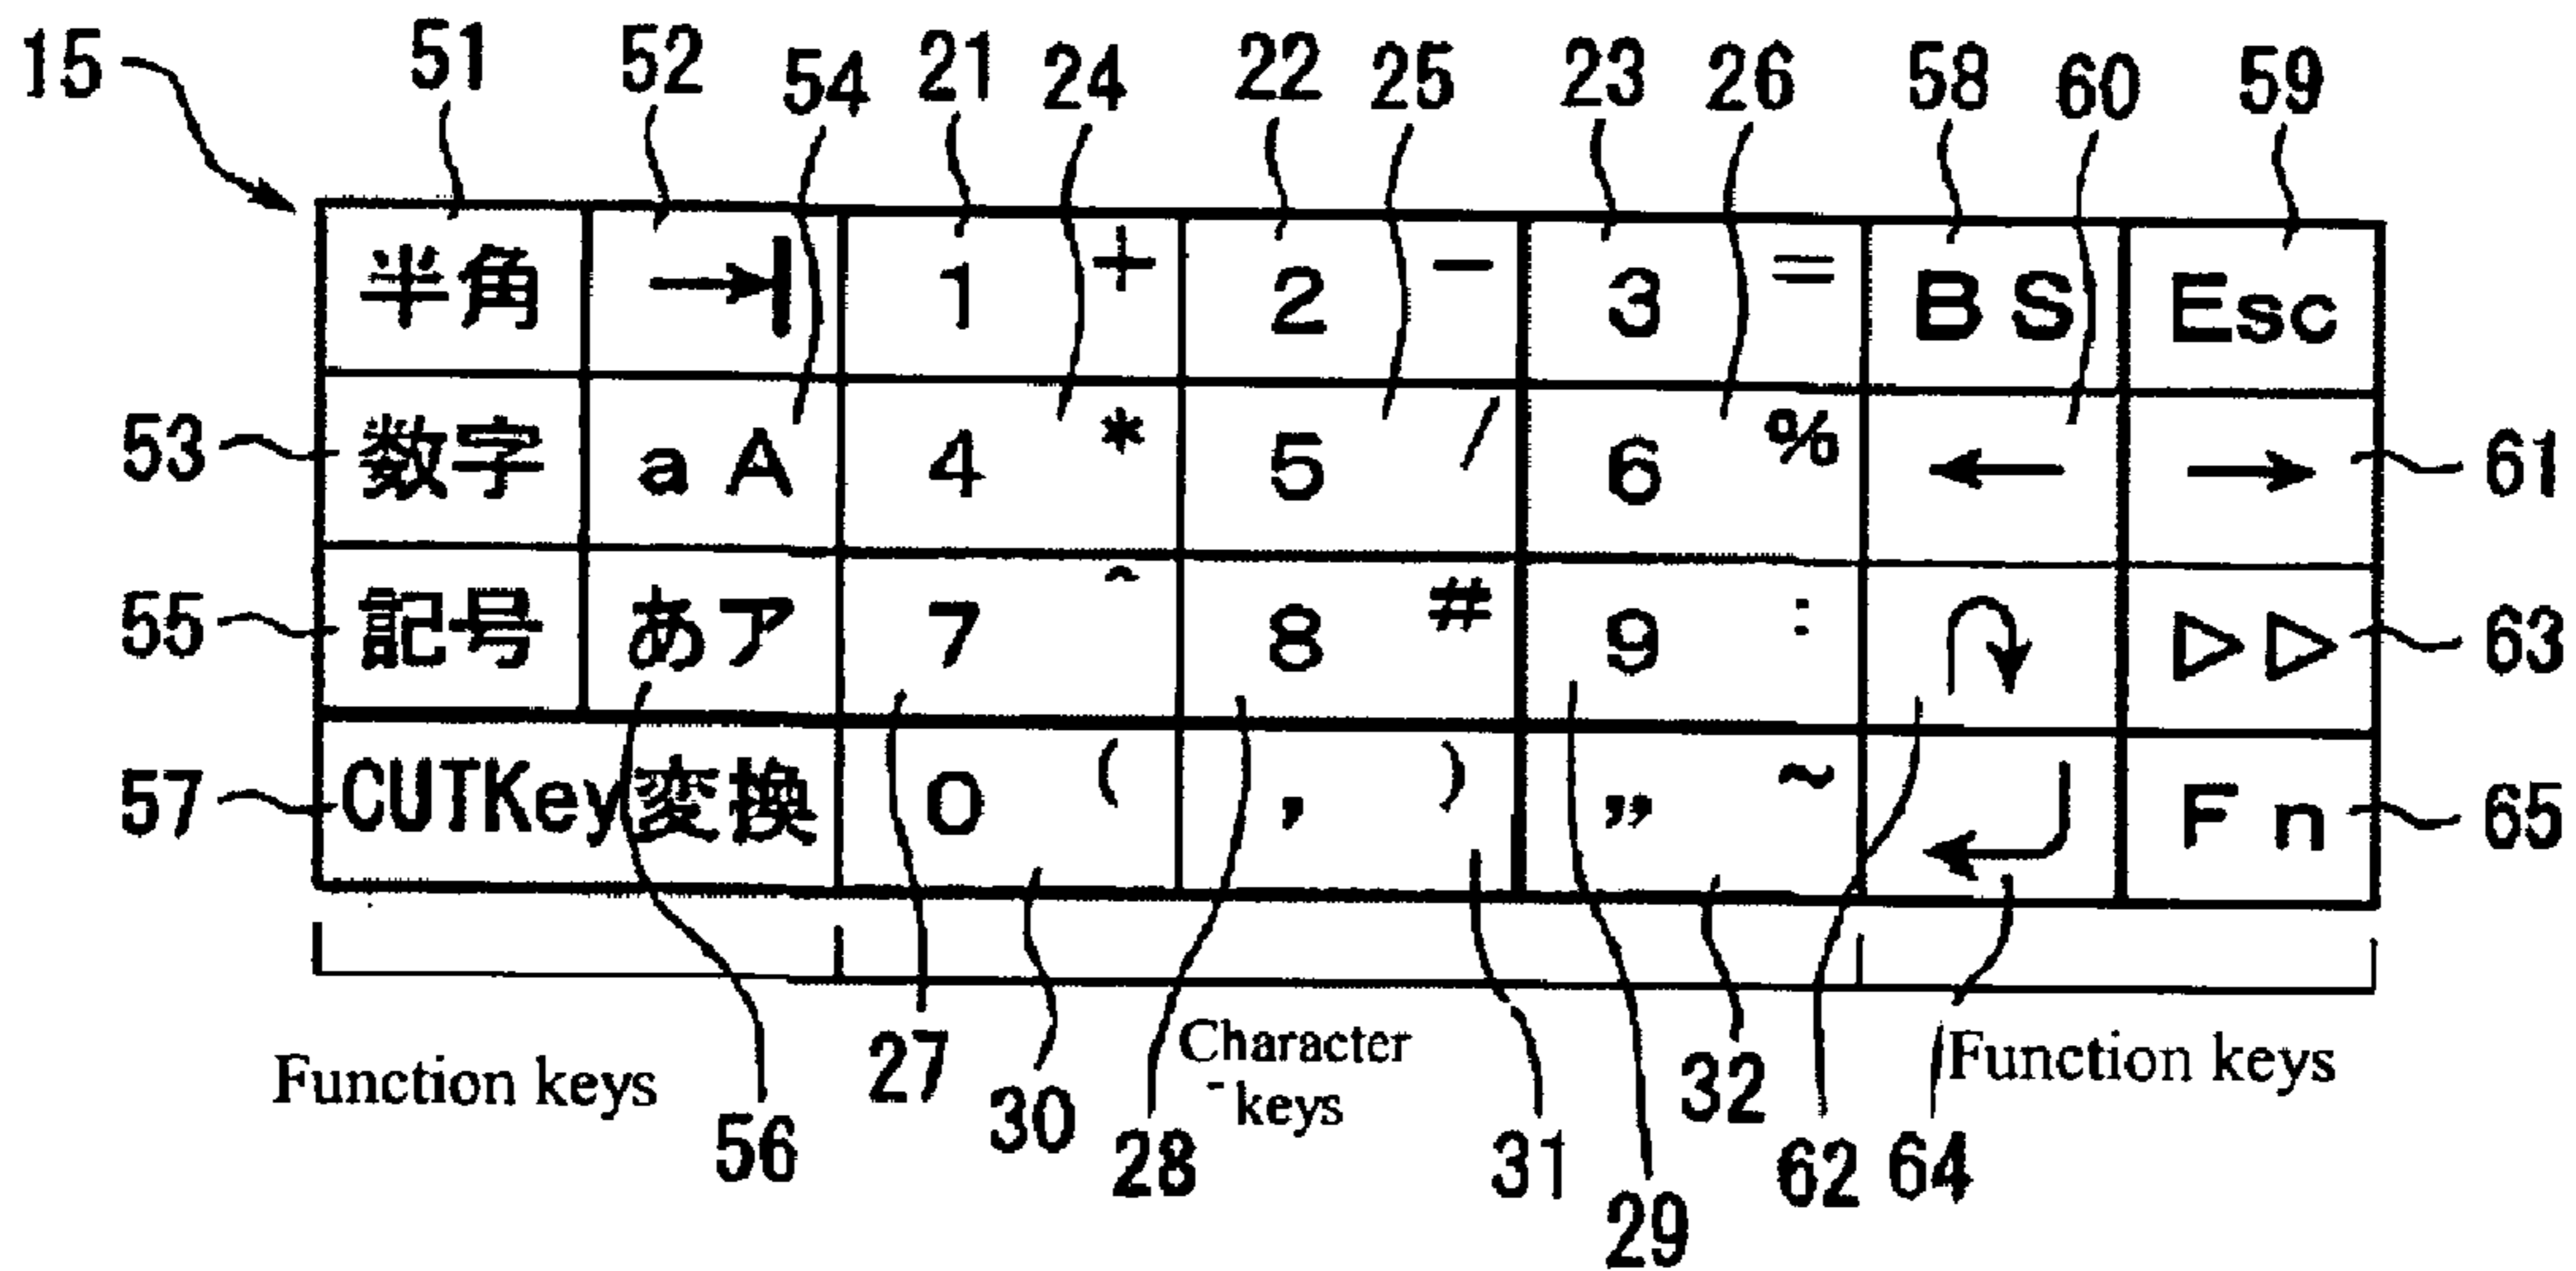 15 51 52 54 21 24 22 25 23 26 58 60 59
半角 →| 1 + 2 - 3 = BS Esc
53 数字 aA 4 * 5 / 6 % ← → 61
55 記号 あア 7 ^ 8 # 9 : ▷▷ 63
57 CUTKey変換 0 ( , ) „ ~ Fn 65
Function keys 27 Character keys 32 Function keys
56 30 28 31 29 62 64